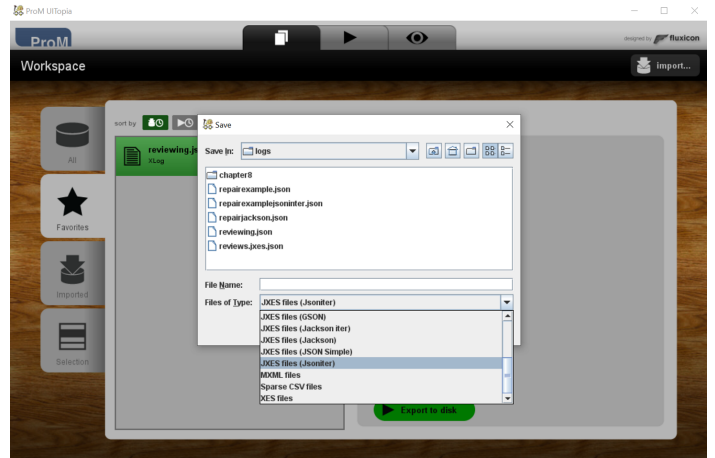 ProM UITopia
ProM
designed by fluxicon
Workspace
import...
sort by
All
reviewing.js
XLog
Favorites
Imported
Selection
Save
Save In:
logs
chapter8
repairexample.json
repairexamplejsoninter.json
repairjackson.json
reviewing.json
reviews.jxes.json
File Name:
Files of Type:
JXES files (Jsoniter)
JXES files (GSON)
JXES files (Jackson iter)
JXES files (Jackson)
JXES files (JSON Simple)
JXES files (Jsoniter)
MXML files
Sparse CSV files
XES files
Export to disk